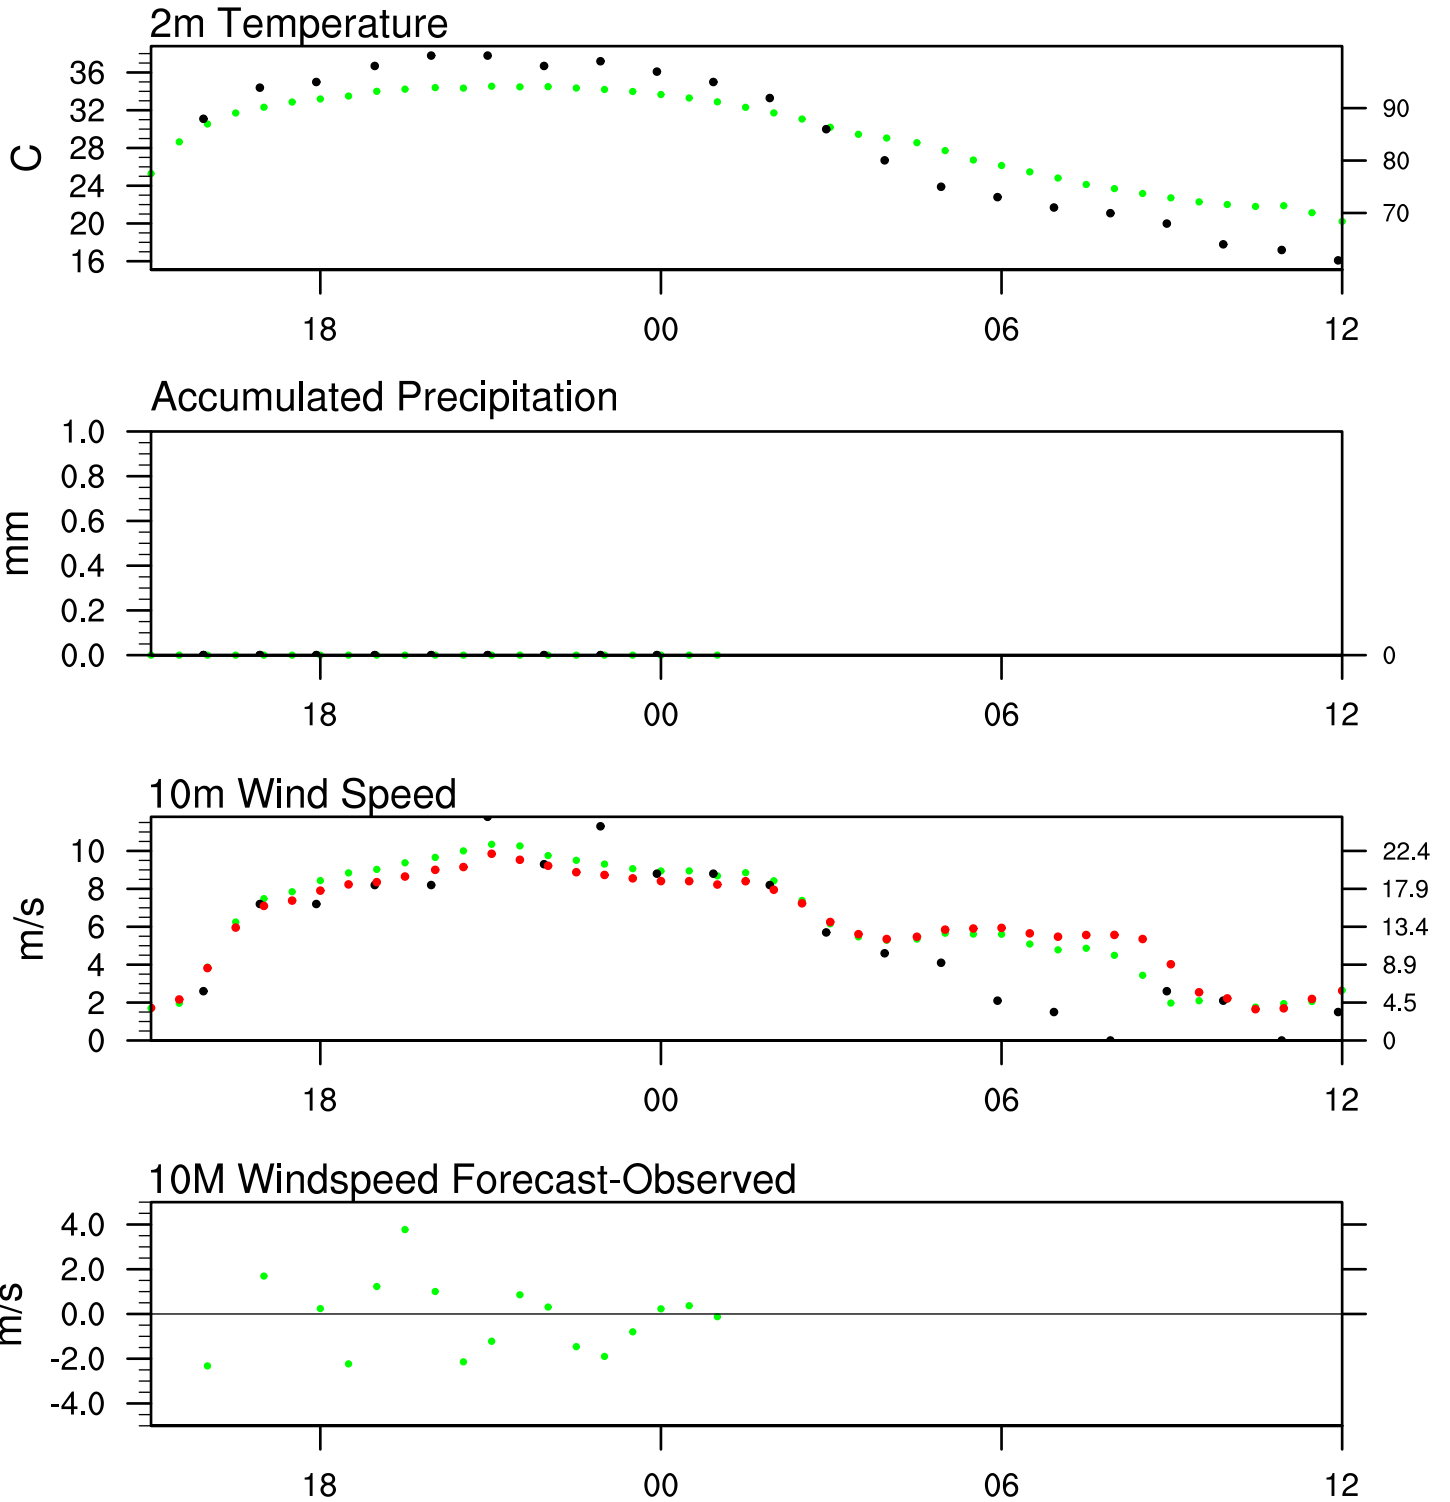 2m Temperature
36
32
28
24
20
16
C
90
80
70
18 00 06 12
Accumulated Precipitation
1.0
0.8
0.6
0.4
0.2
0.0
mm
0
18 00 06 12
10m Wind Speed
10
8
6
4
2
0
m/s
22.4
17.9
13.4
8.9
4.5
0
18 00 06 12
10M Windspeed Forecast-Observed
4.0
2.0
0.0
-2.0
-4.0
m/s
18 00 06 12